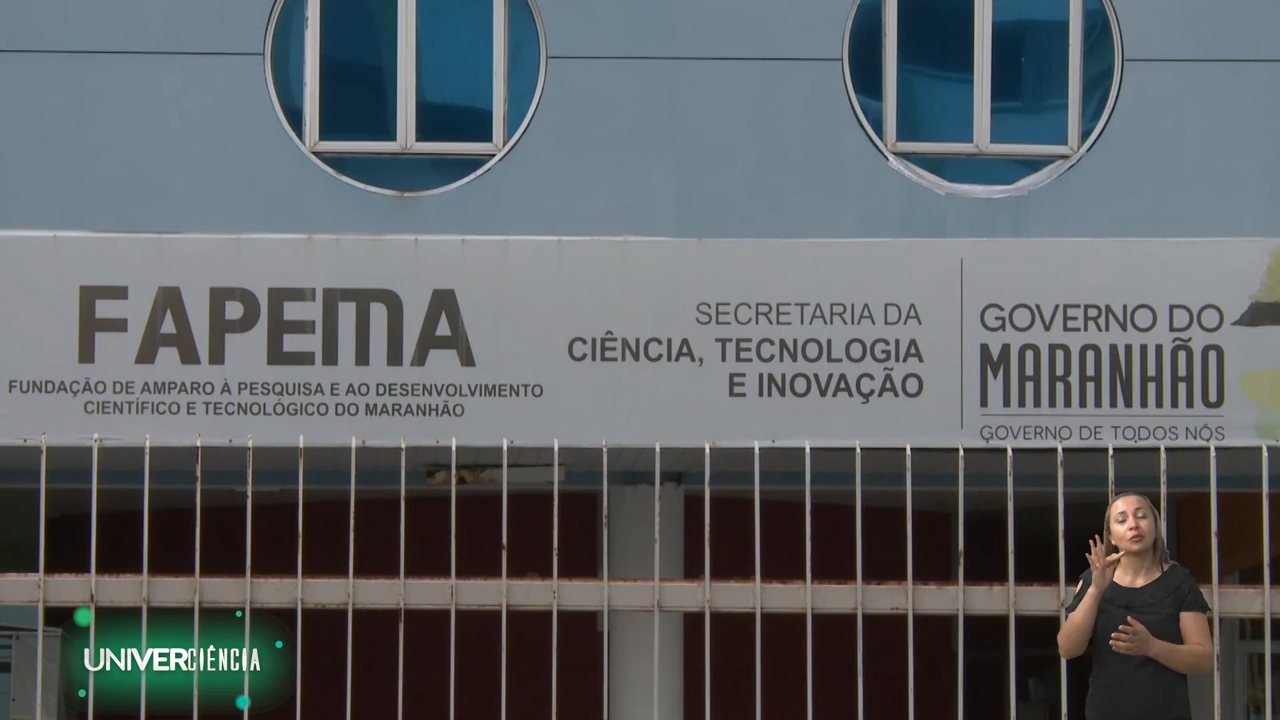 FAPEMA
FUNDAÇÃO DE AMPARO À PESQUISA E AO DESENVOLVIMENTO
CIENTÍFICO E TECNOLÓGICO DO MARANHÃO
SECRETARIA DA
CIÊNCIA, TECNOLOGIA
E INOVAÇÃO
GOVERNO DO
MARANHÃO
GOVERNO DE TODOS NÓS
UNIVERCIÊNCIA